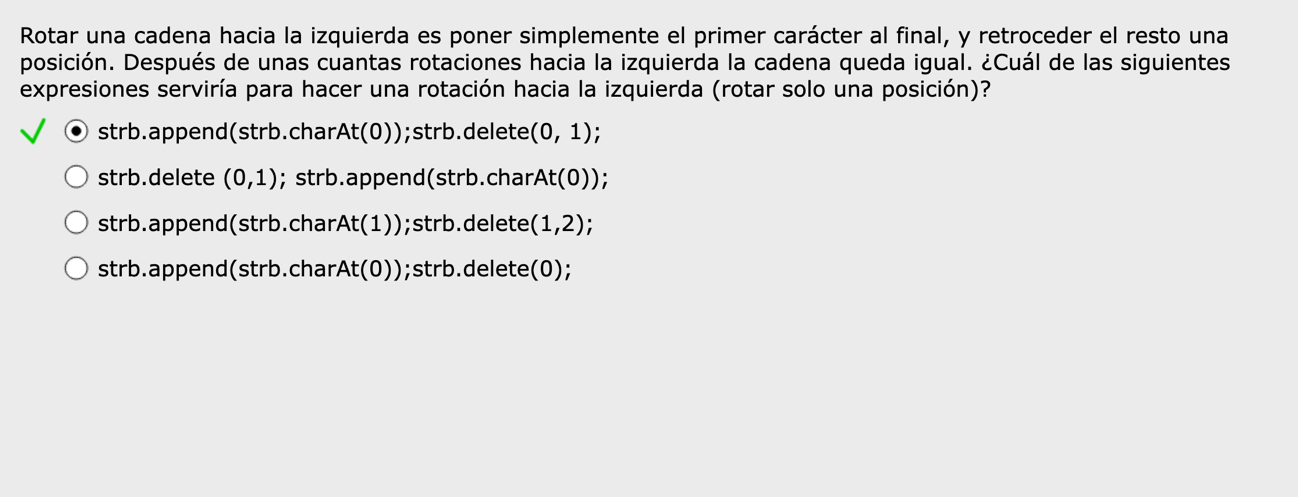 Rotar una cadena hacia la izquierda es poner simplemente el primer carácter al final, y retroceder el resto una
posición. Después de unas cuantas rotaciones hacia la izquierda la cadena queda igual. ¿Cuál de las siguientes
expresiones serviría para hacer una rotación hacia la izquierda (rotar solo una posición)?
strb.append(strb.charAt(0));strb.delete(0, 1);
strb.delete (0,1); strb.append(strb.charAt(0));
strb.append(strb.charAt(1));strb.delete(1,2);
strb.append(strb.charAt(0));strb.delete(0);